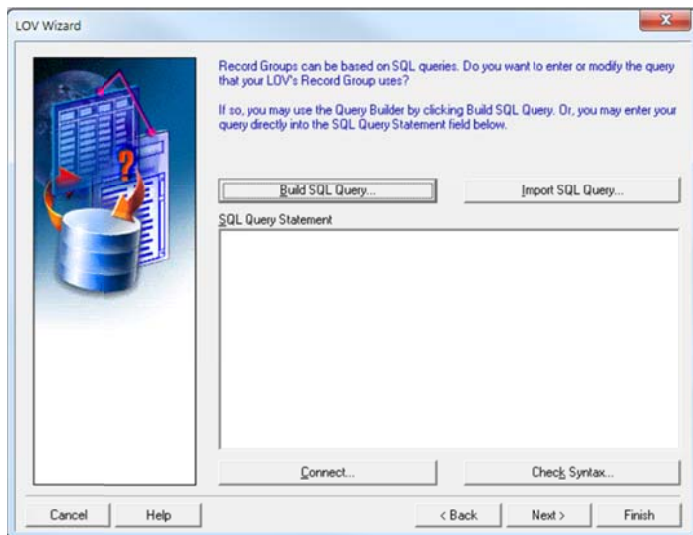 LOV Wizard
Record Groups can be based on SQL queries. Do you want to enter or modify the query
that your LOV's Record Group uses?
If so, you may use the Query Builder by clicking Build SQL Query. Or, you may enter your
query directly into the SQL Query Statement field below.
Build SQL Query...
Import SQL Query...
SQL Query Statement
Connect...
Check Syntax...
Cancel
Help
< Back
Next >
Finish